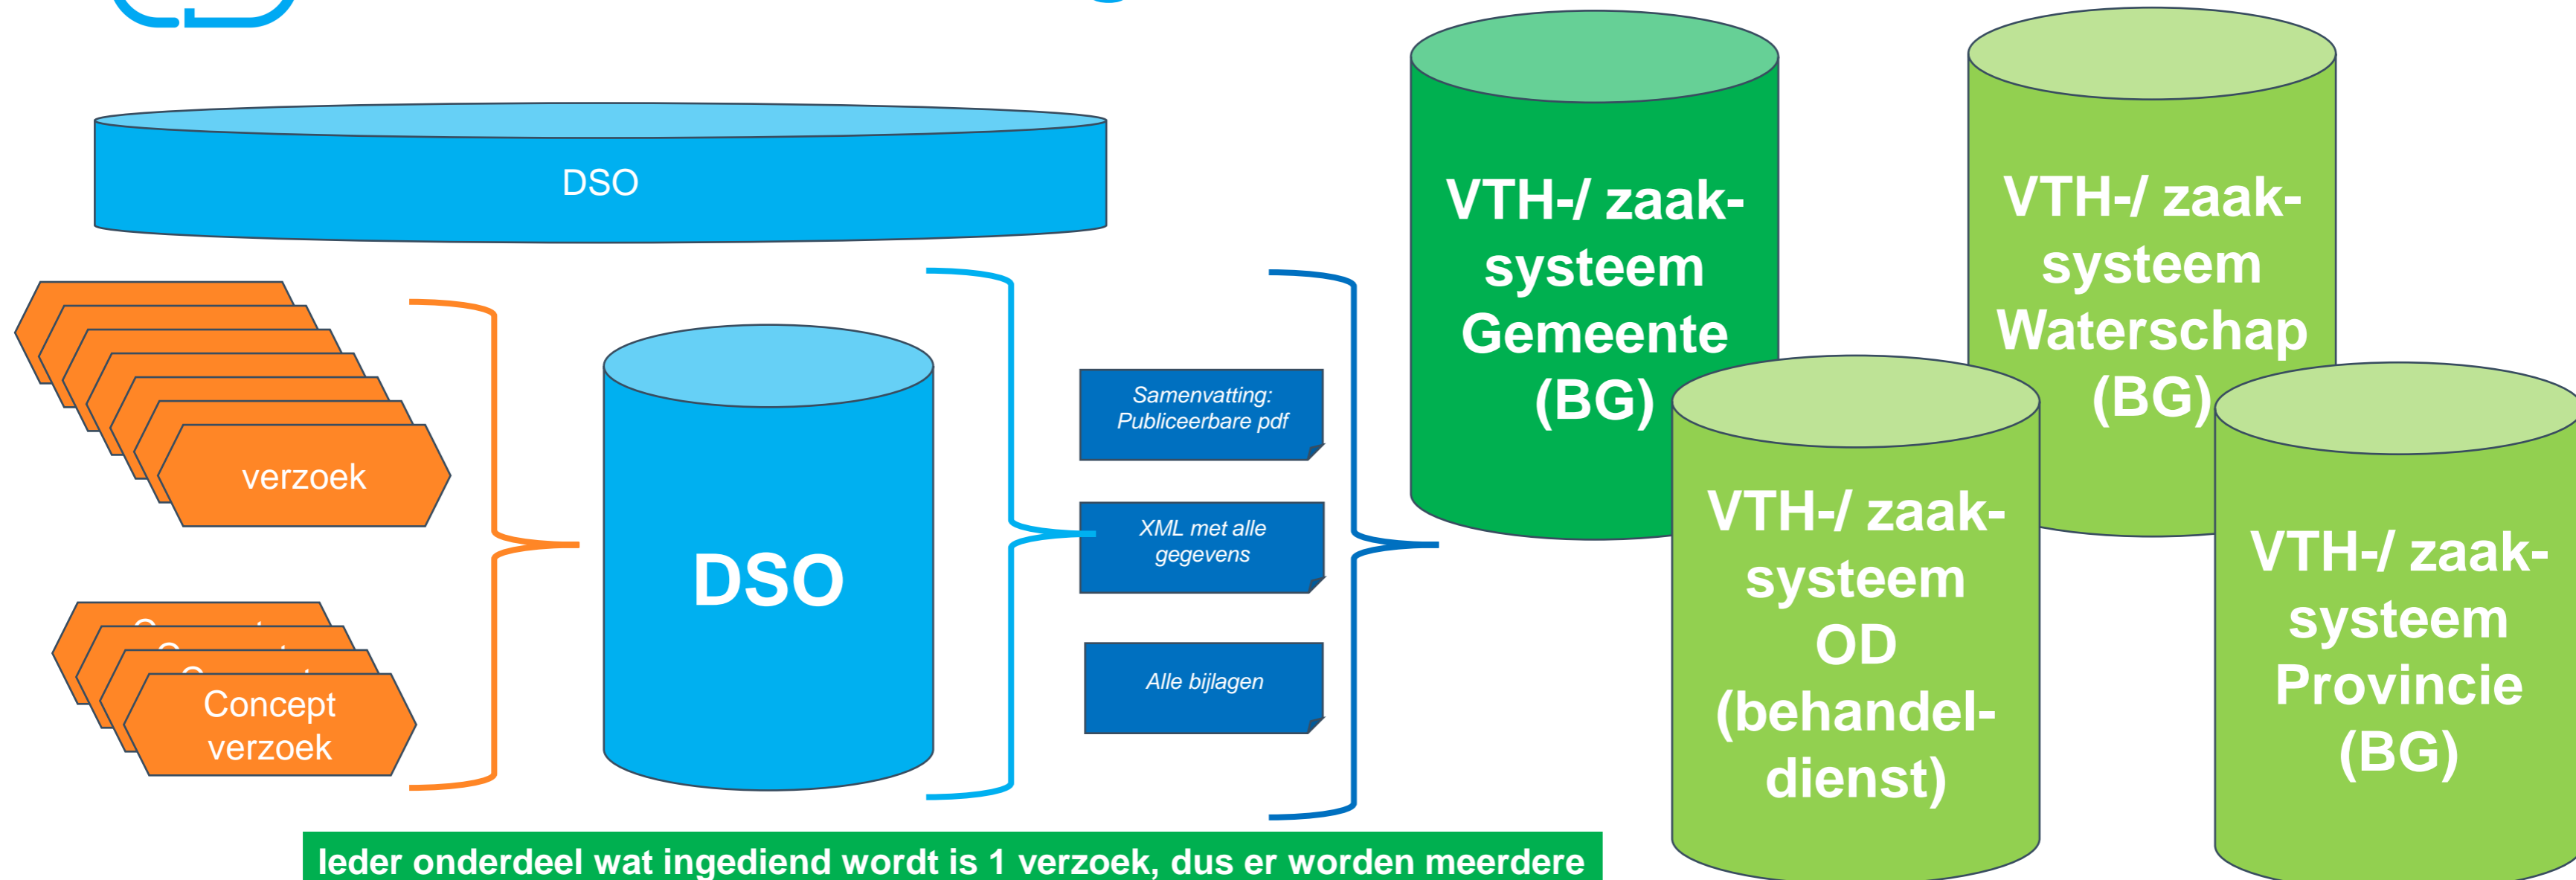 DSO
verzoek
Concept
verzoek
DSO
Samenvatting:
Publiceerbare pdf
XML met alle
gegevens
Alle bijlagen
VTH-/ zaak-
systeem
Gemeente
(BG)
VTH-/ zaak-
systeem
Waterschap
(BG)
VTH-/ zaak-
systeem
OD
(behandel-
dienst)
VTH-/ zaak-
systeem
Provincie
(BG)
Ieder onderdeel wat ingediend wordt is 1 verzoek, dus er worden meerdere